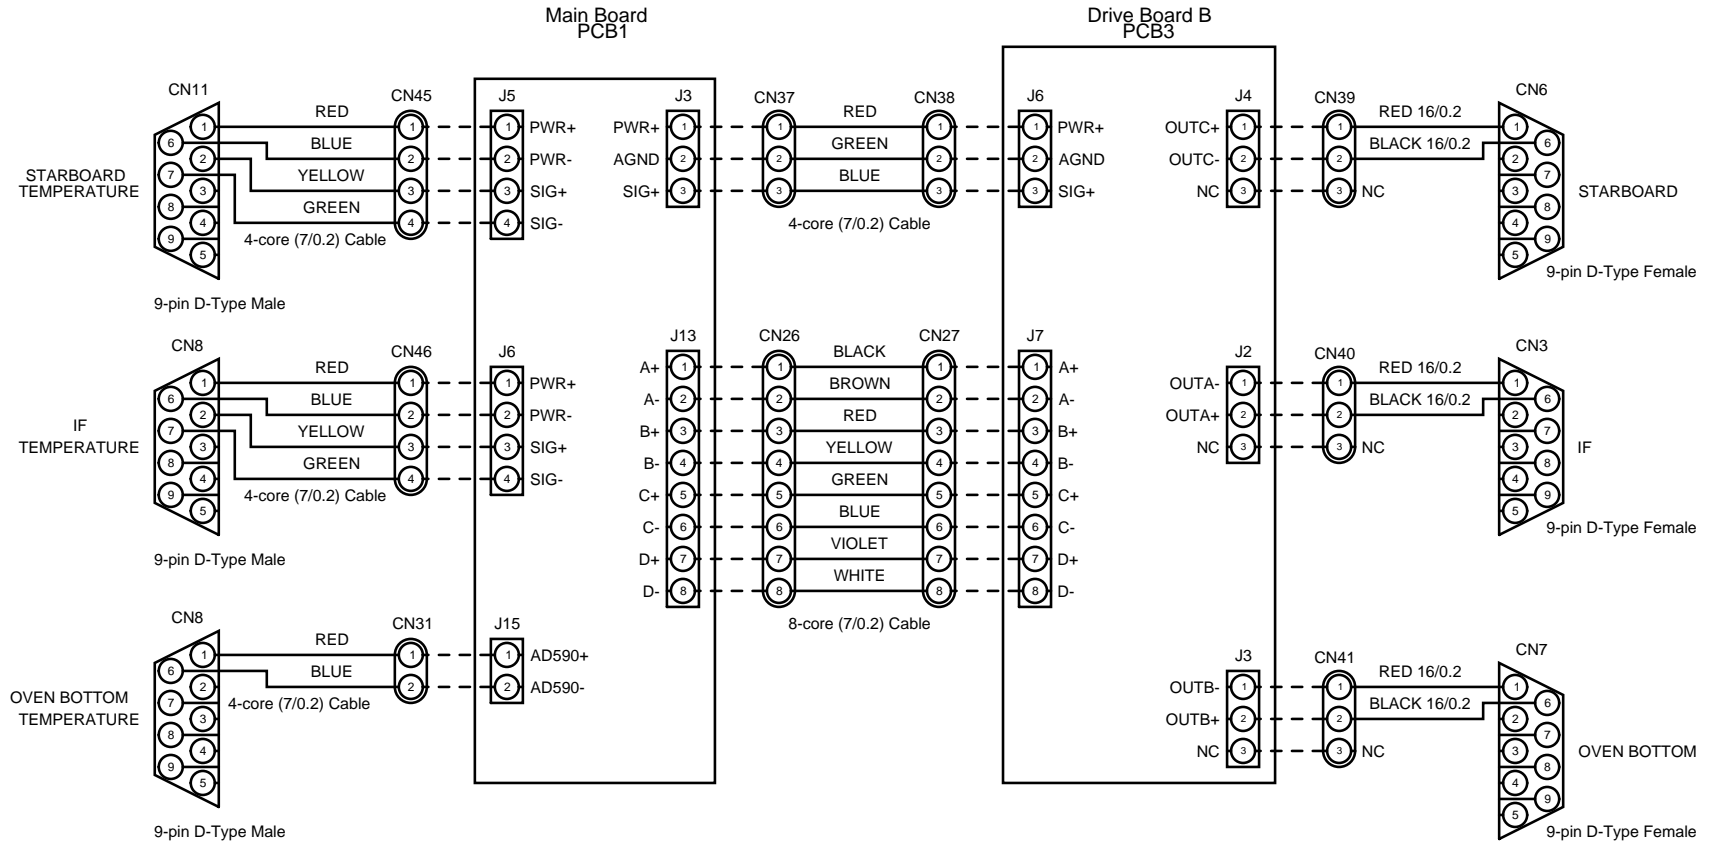 Main Board
PCB1
Drive Board B
PCB3
CN11
1
6
2
7
3
8
4
9
5
STARBOARD
TEMPERATURE
9-pin D-Type Male
RED
BLUE
YELLOW
GREEN
4-core (7/0.2) Cable
CN45
1
2
3
4
J5
1 PWR+
2 PWR-
3 SIG+
4 SIG-
J3
PWR+ 1
AGND 2
SIG+ 3
CN37
1
2
3
RED
GREEN
BLUE
4-core (7/0.2) Cable
CN38
1
2
3
J6
1 PWR+
2 AGND
3 SIG+
J4
OUTC+ 1
OUTC- 2
NC 3
CN39
1
2
3 NC
RED 16/0.2
BLACK 16/0.2
CN6
1
6
2
7
3
8
4
9
5
STARBOARD
9-pin D-Type Female
CN8
1
6
2
7
3
8
4
9
5
IF
TEMPERATURE
9-pin D-Type Male
RED
BLUE
YELLOW
GREEN
4-core (7/0.2) Cable
CN46
1
2
3
4
J6
1 PWR+
2 PWR-
3 SIG+
4 SIG-
J13
A+ 1
A- 2
B+ 3
B- 4
C+ 5
C- 6
D+ 7
D- 8
CN26
1
2
3
4
5
6
7
8
BLACK
BROWN
RED
YELLOW
GREEN
BLUE
VIOLET
WHITE
8-core (7/0.2) Cable
CN27
1
2
3
4
5
6
7
8
J7
1 A+
2 A-
3 B+
4 B-
5 C+
6 C-
7 D+
8 D-
J2
OUTA- 1
OUTA+ 2
NC 3
CN40
1
2
3 NC
RED 16/0.2
BLACK 16/0.2
CN3
1
6
2
7
3
8
4
9
5
IF
9-pin D-Type Female
CN8
1
6
2
7
3
8
4
9
5
OVEN BOTTOM
TEMPERATURE
9-pin D-Type Male
RED
BLUE
4-core (7/0.2) Cable
CN31
1
2
J15
1 AD590+
2 AD590-
J3
OUTB- 1
OUTB+ 2
NC 3
CN41
1
2
3 NC
RED 16/0.2
BLACK 16/0.2
CN7
1
6
2
7
3
8
4
9
5
OVEN BOTTOM
9-pin D-Type Female